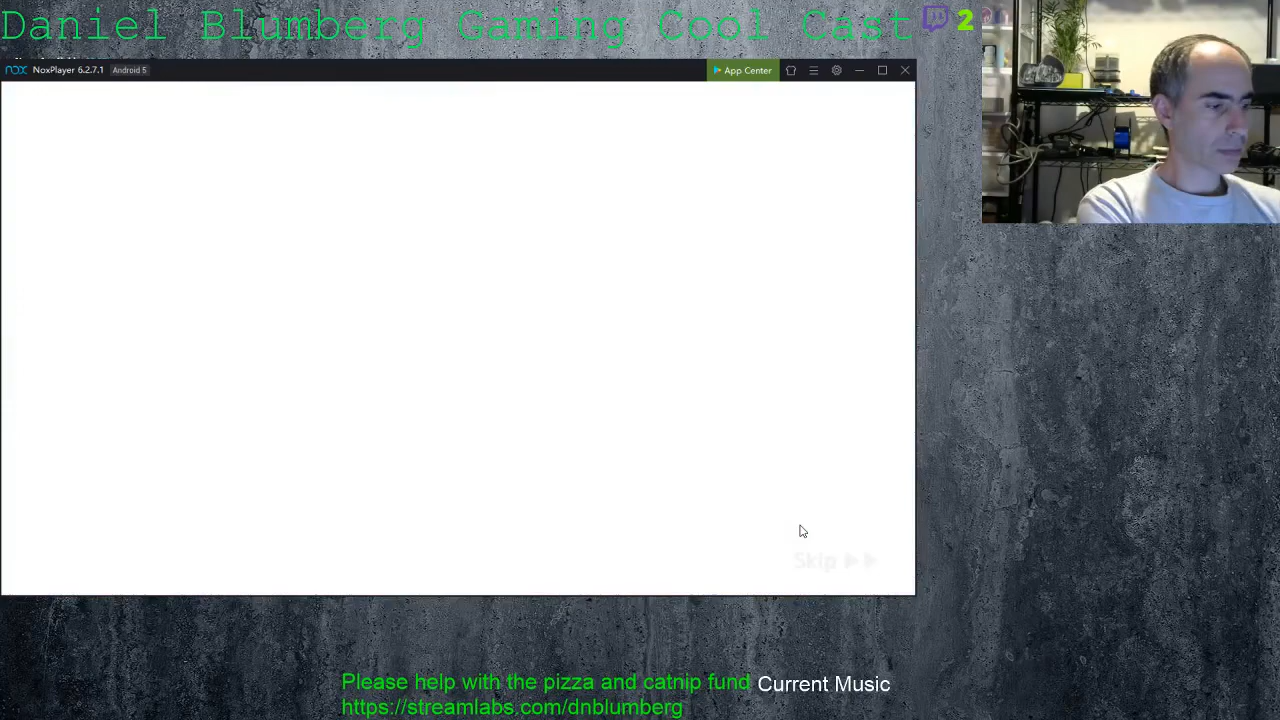 Daniel Blumberg Gaming Cool Cast 2
nox NoxPlayer 6.2.7.1 Android 5 App Center
Skip
Please help with the pizza and catnip fund Current Music
https://streamlabs.com/dnblumberg